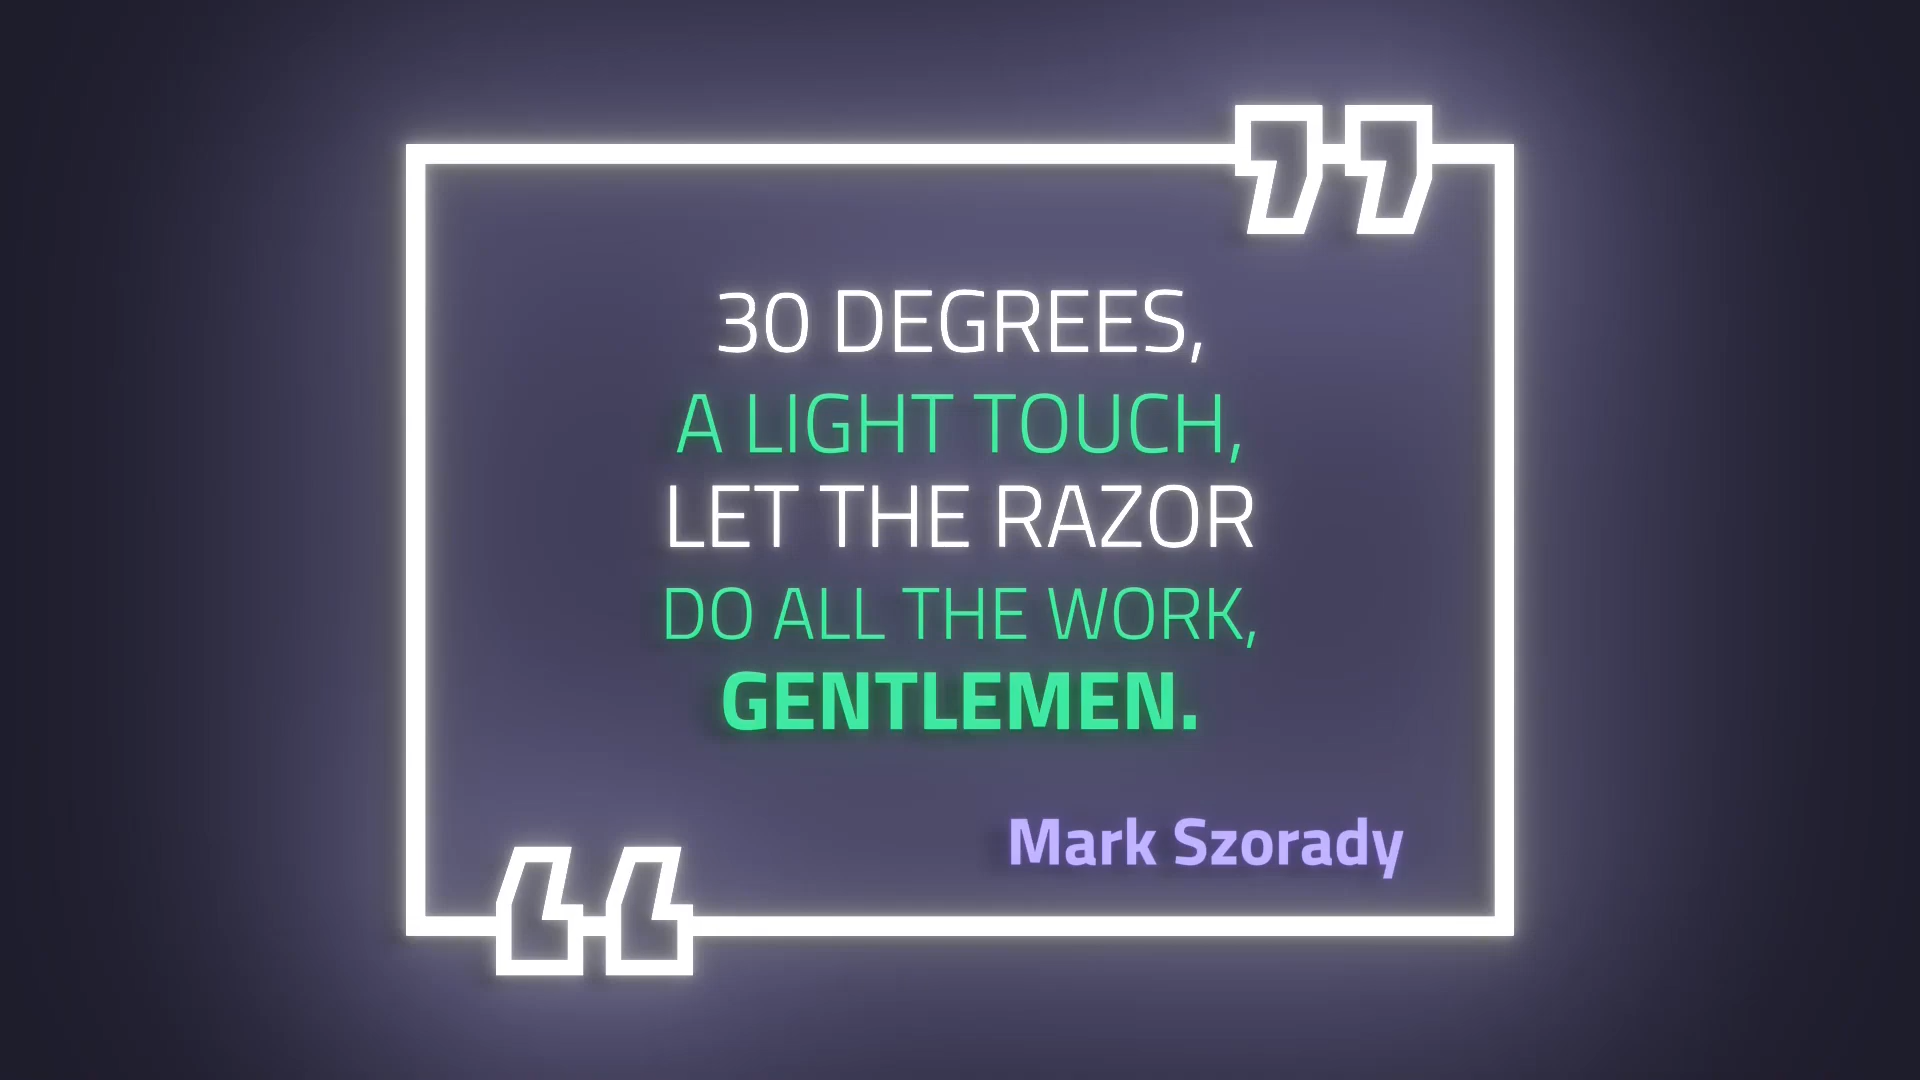 30 DEGREES,
A LIGHT TOUCH,
LET THE RAZOR
DO ALL THE WORK,
GENTLEMEN.
Mark Szorady